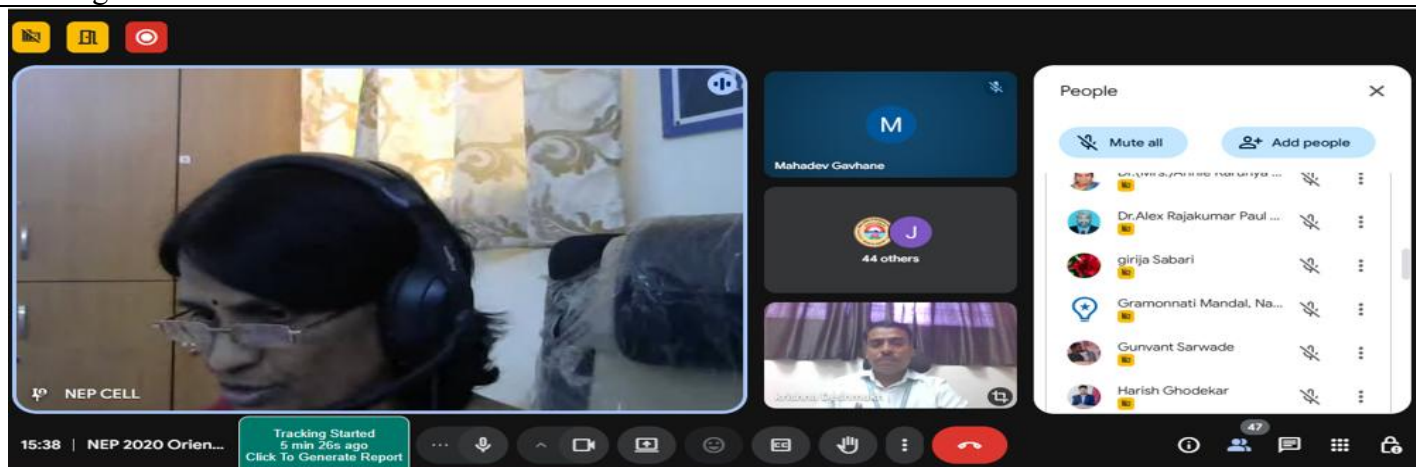 Mahadev Gavhane
J
M
44 others
NEP CELL
People
Mute all
Add people
Dr.Alex Rajakumar Paul ...
girija Sabari
Gramonnati Mandal, Na...
Gunvant Sarwade
Harish Ghodekar
15:38 | NEP 2020 Orien...
Tracking Started
5 min 26s ago
Click To Generate Report
47